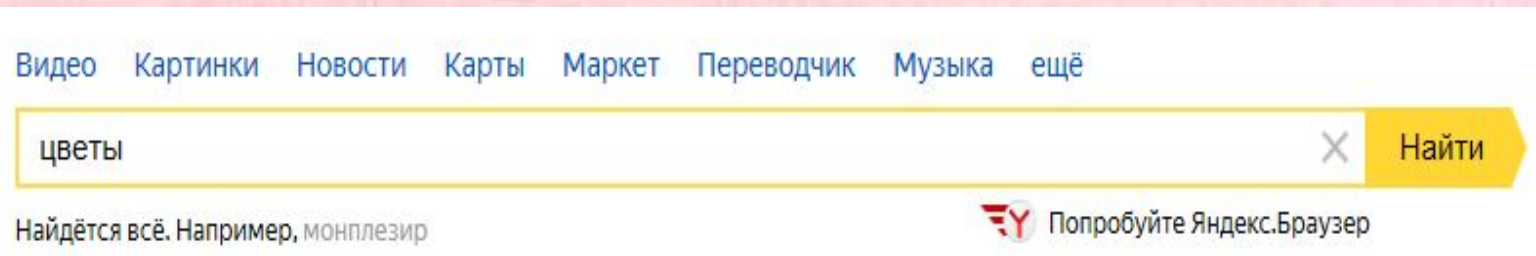 Видео Картинки Новости Карты Маркет Переводчик Музыка ещё
цветы Найти
Найдётся всё. Например, монплезир Попробуйте Яндекс.Браузер